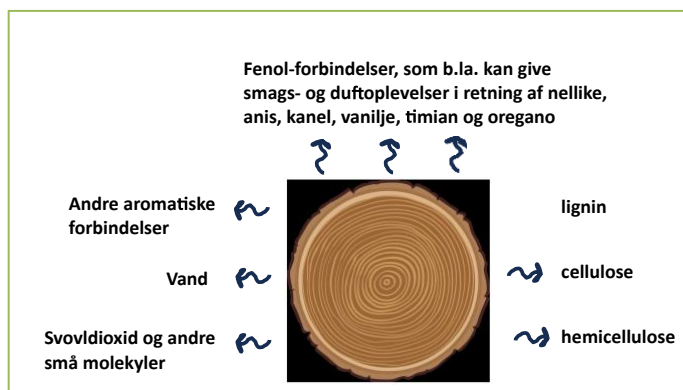 Fenol-forbindelser, som b.la. kan give
smags- og duftoplevelser i retning af nellike,
anis, kanel, vanilje, timian og oregano
Andre aromatiske
forbindelser
lignin
Vand
cellulose
Svovldioxid og andre
små molekyler
hemicellulose